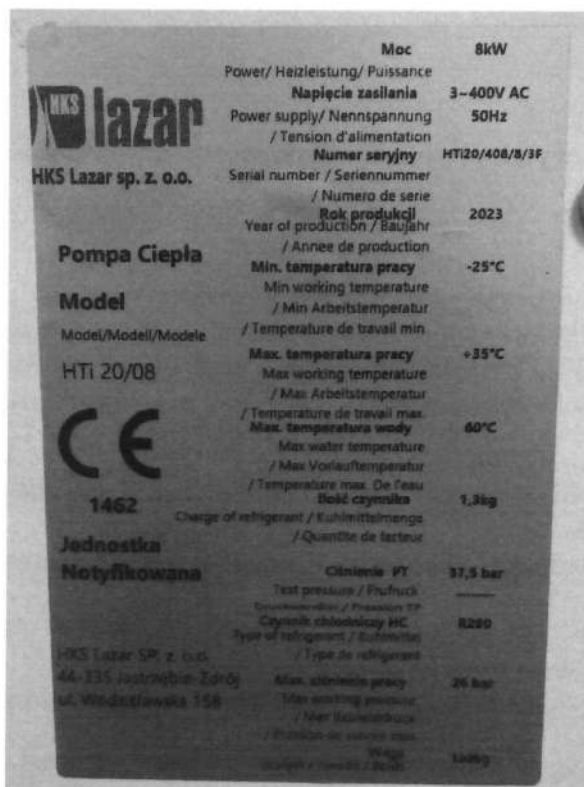 HKS lazar
HKS Lazar sp. z. o.o.
Pompa Ciepła
Model
Model/Modell/Modele
HTi 20/08
CE
1462
Jednostka
Notyfikowana
HKS Lazar SP. z o.o.
44-335 Jastrzębie-Zdrój
ul. Wodzisławska 158
Moc 8kW
Power/ Heizleistung/ Puissance
Napięcie zasilania 3~400V AC
Power supply/ Nennspannung 50Hz
/ Tension d'alimentation
Numer seryjny HTi20/408/8/3F
Serial number / Seriennummer
/ Numero de serie
Rok produkcji 2023
Year of production / Baujahr
/ Annee de production
Min. temperatura pracy -25°C
Min working temperature
/ Min Arbeitstemperatur
/ Temperature de travail min.
Max. temperatura pracy +35°C
Max working temperature
/ Max Arbeitstemperatur
/ Temperature de travail max.
Max. temperatura wody 60°C
Max water temperature
/ Max Vorlauftemperatur
/ Temperature max. De l'eau
Ilość czynnika 1,3kg
Charge of refrigerant / Kuhlmittelmenge
/ Quantite de facteur
Ciśnienie PT 37,5 bar
Test pressure /
Czynnik chłodniczy HC R290
Type of refrigerant / Kuhlmittel
/ Type de refrigerant
Max. ciśnienie pracy 26 bar
Max working pressure
Waga